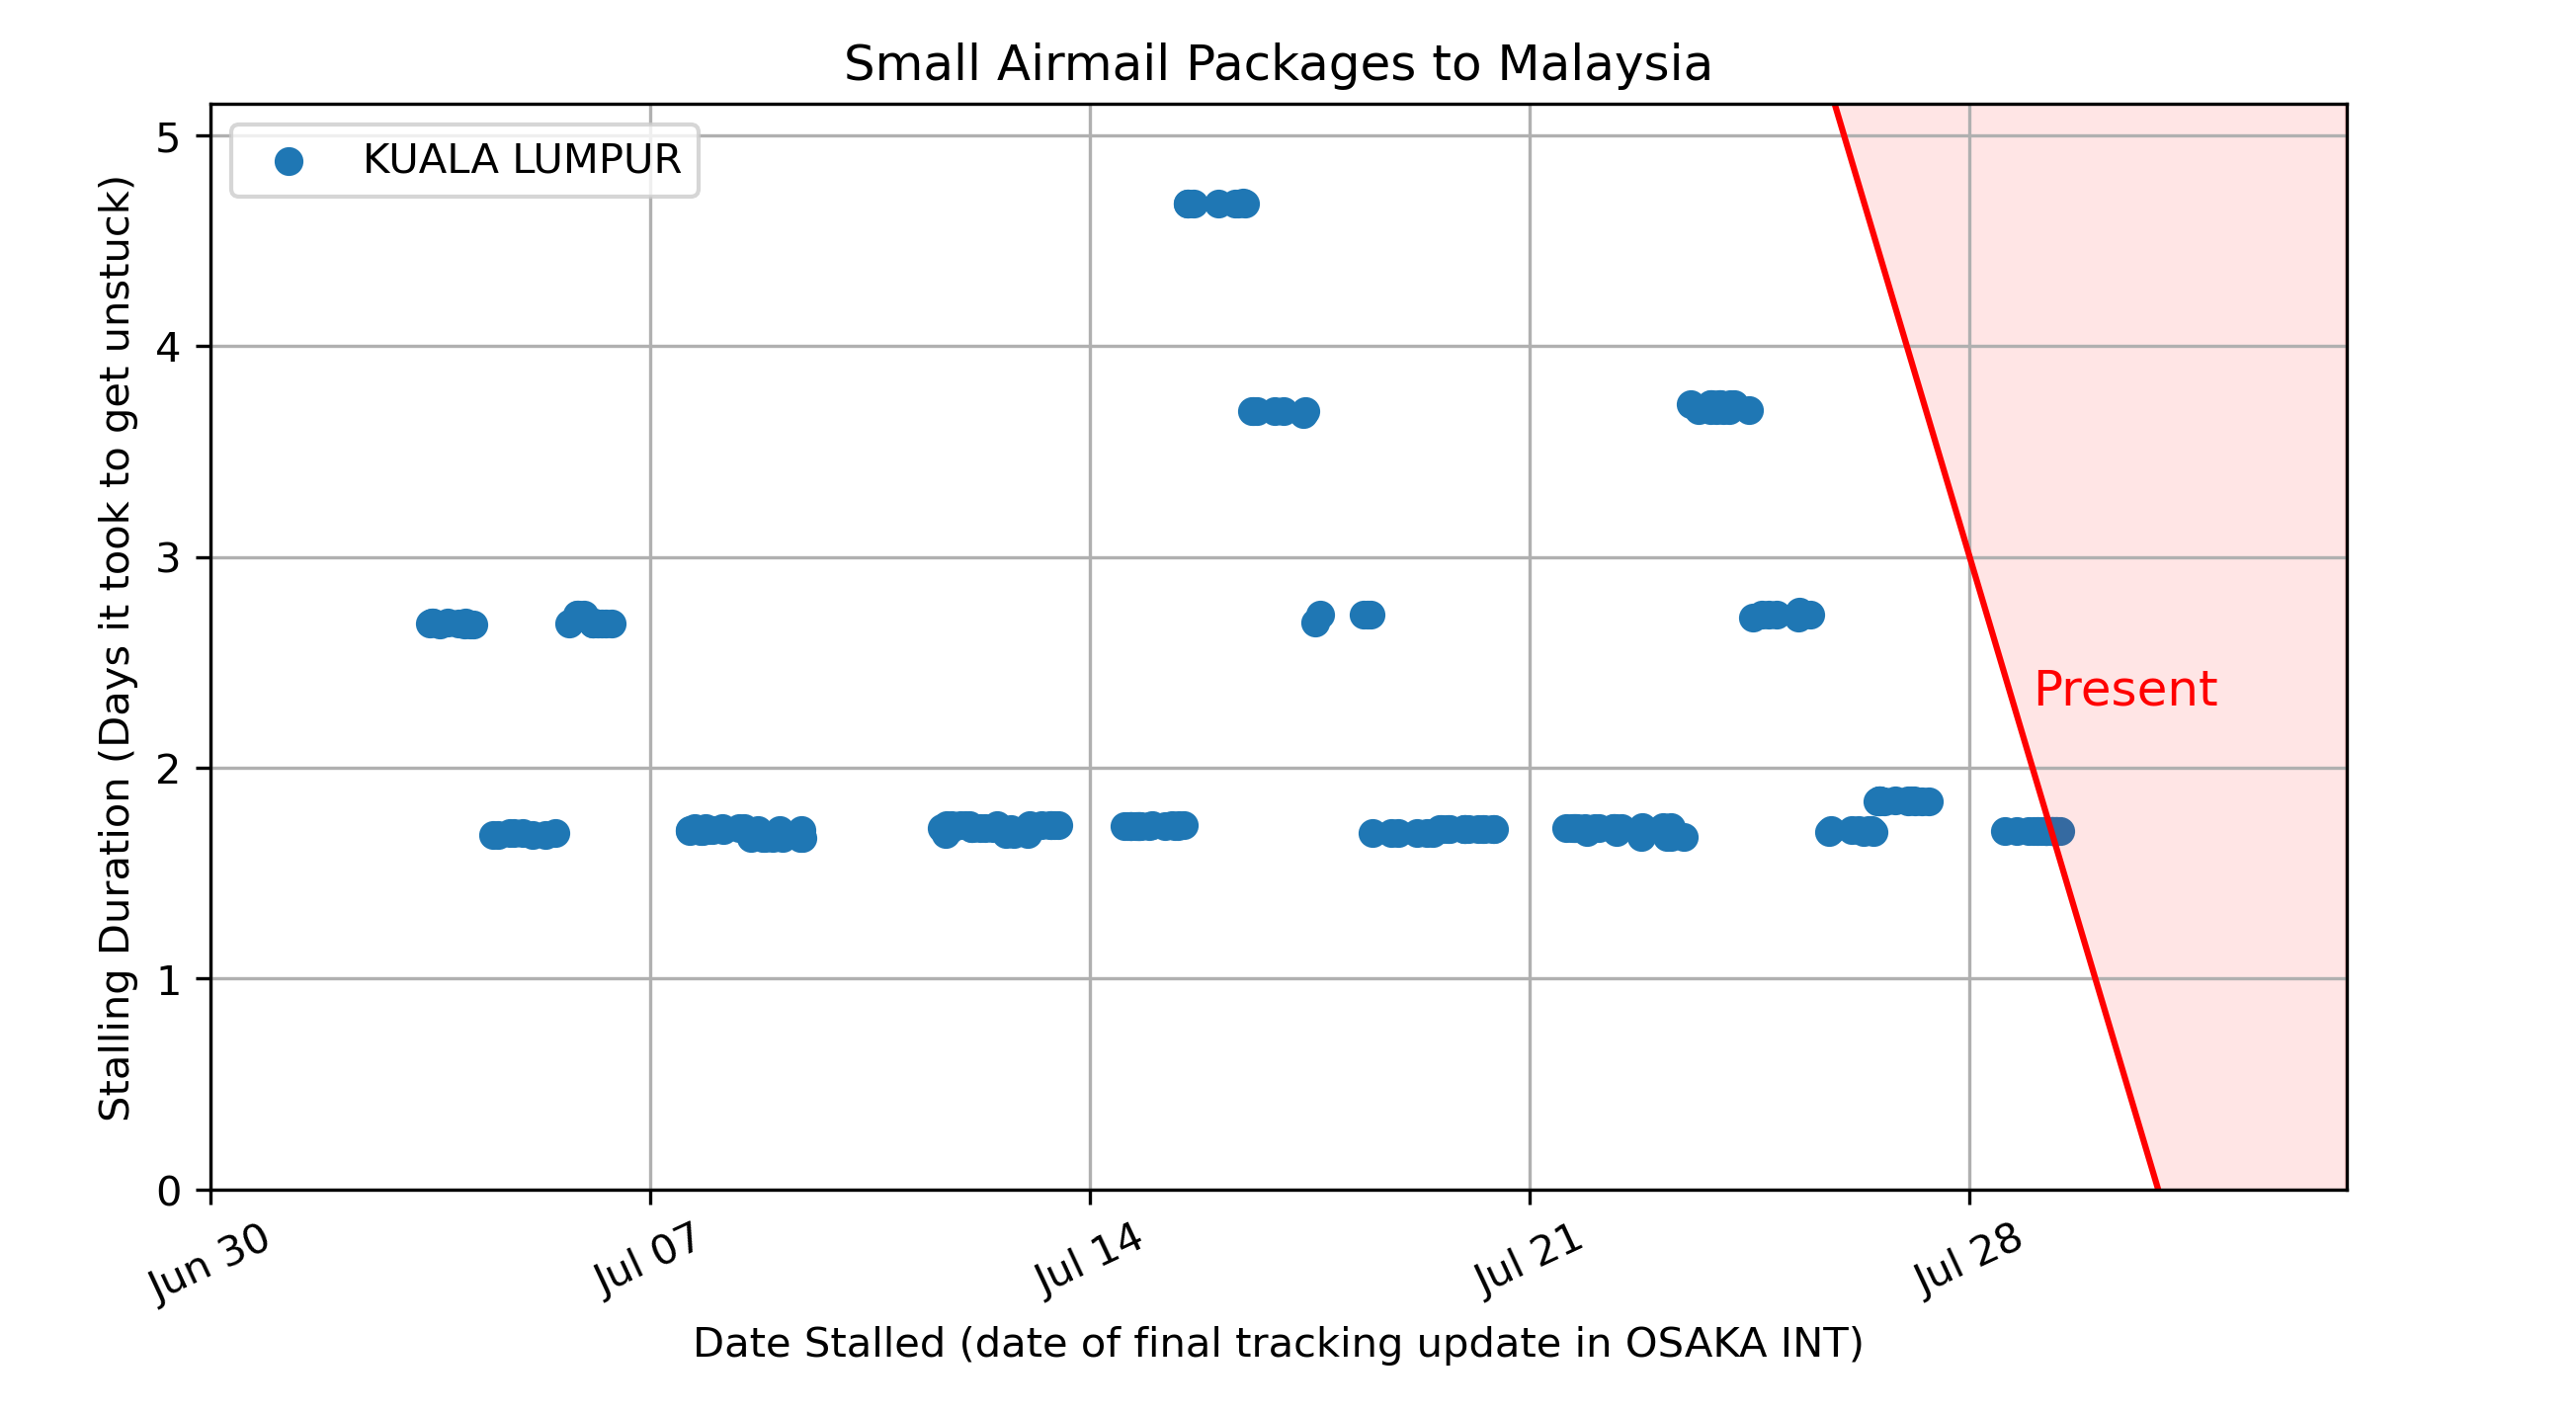 Small Airmail Packages to Malaysia
KUALA LUMPUR
5
4
3
2
1
0
Stalling Duration (Days it took to get unstuck)
Present
Jun 30
Jul 07
Jul 14
Jul 21
Jul 28
Date Stalled (date of final tracking update in OSAKA INT)